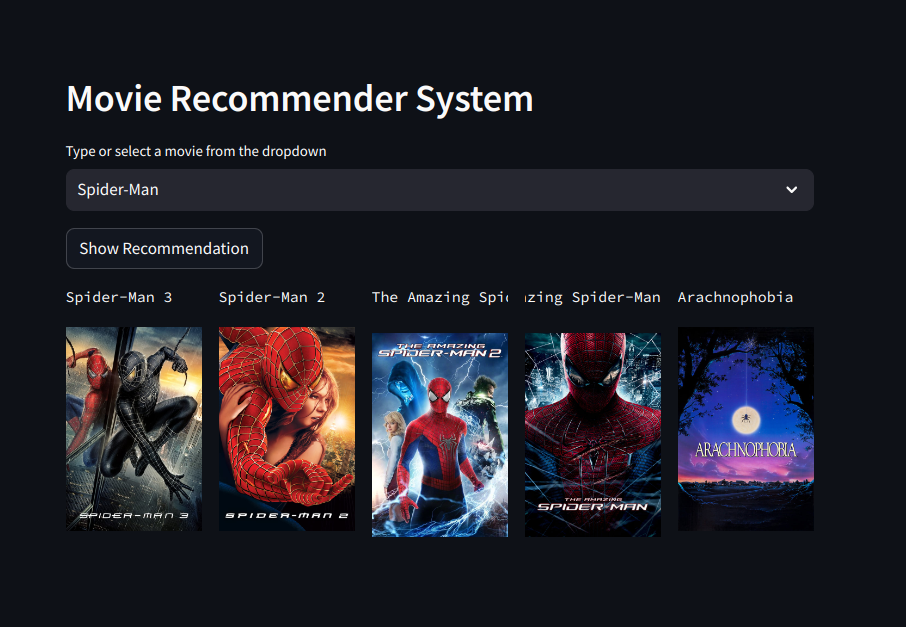 Movie Recommender System
Type or select a movie from the dropdown
Spider-Man
Show Recommendation
Spider-Man 3
Spider-Man 2
The Amazing Spi
zing Spider-Man
Arachnophobia
SPIDER-MAN 3
SPIDER-MAN 2
THE AMAZING
SPIDER-MAN 2
THE AMAZING
SPIDER-MAN
ARACHNOPHOBIA